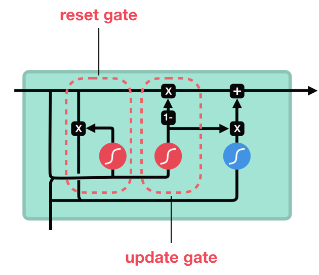 reset gate
x
+
1-
x
x
update gate